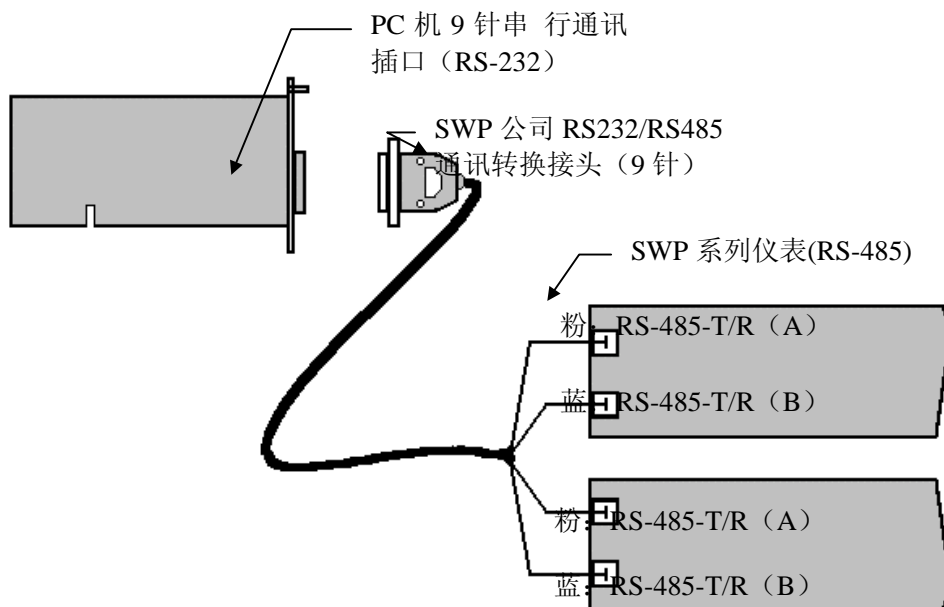 PC 机 9 针串 行通讯
插口（RS-232）
SWP 公司 RS232/RS485
通讯转换接头（9 针）
SWP 系列仪表(RS-485)
粉：RS-485-T/R（A）
蓝：RS-485-T/R（B）
粉：RS-485-T/R（A）
蓝：RS-485-T/R（B）